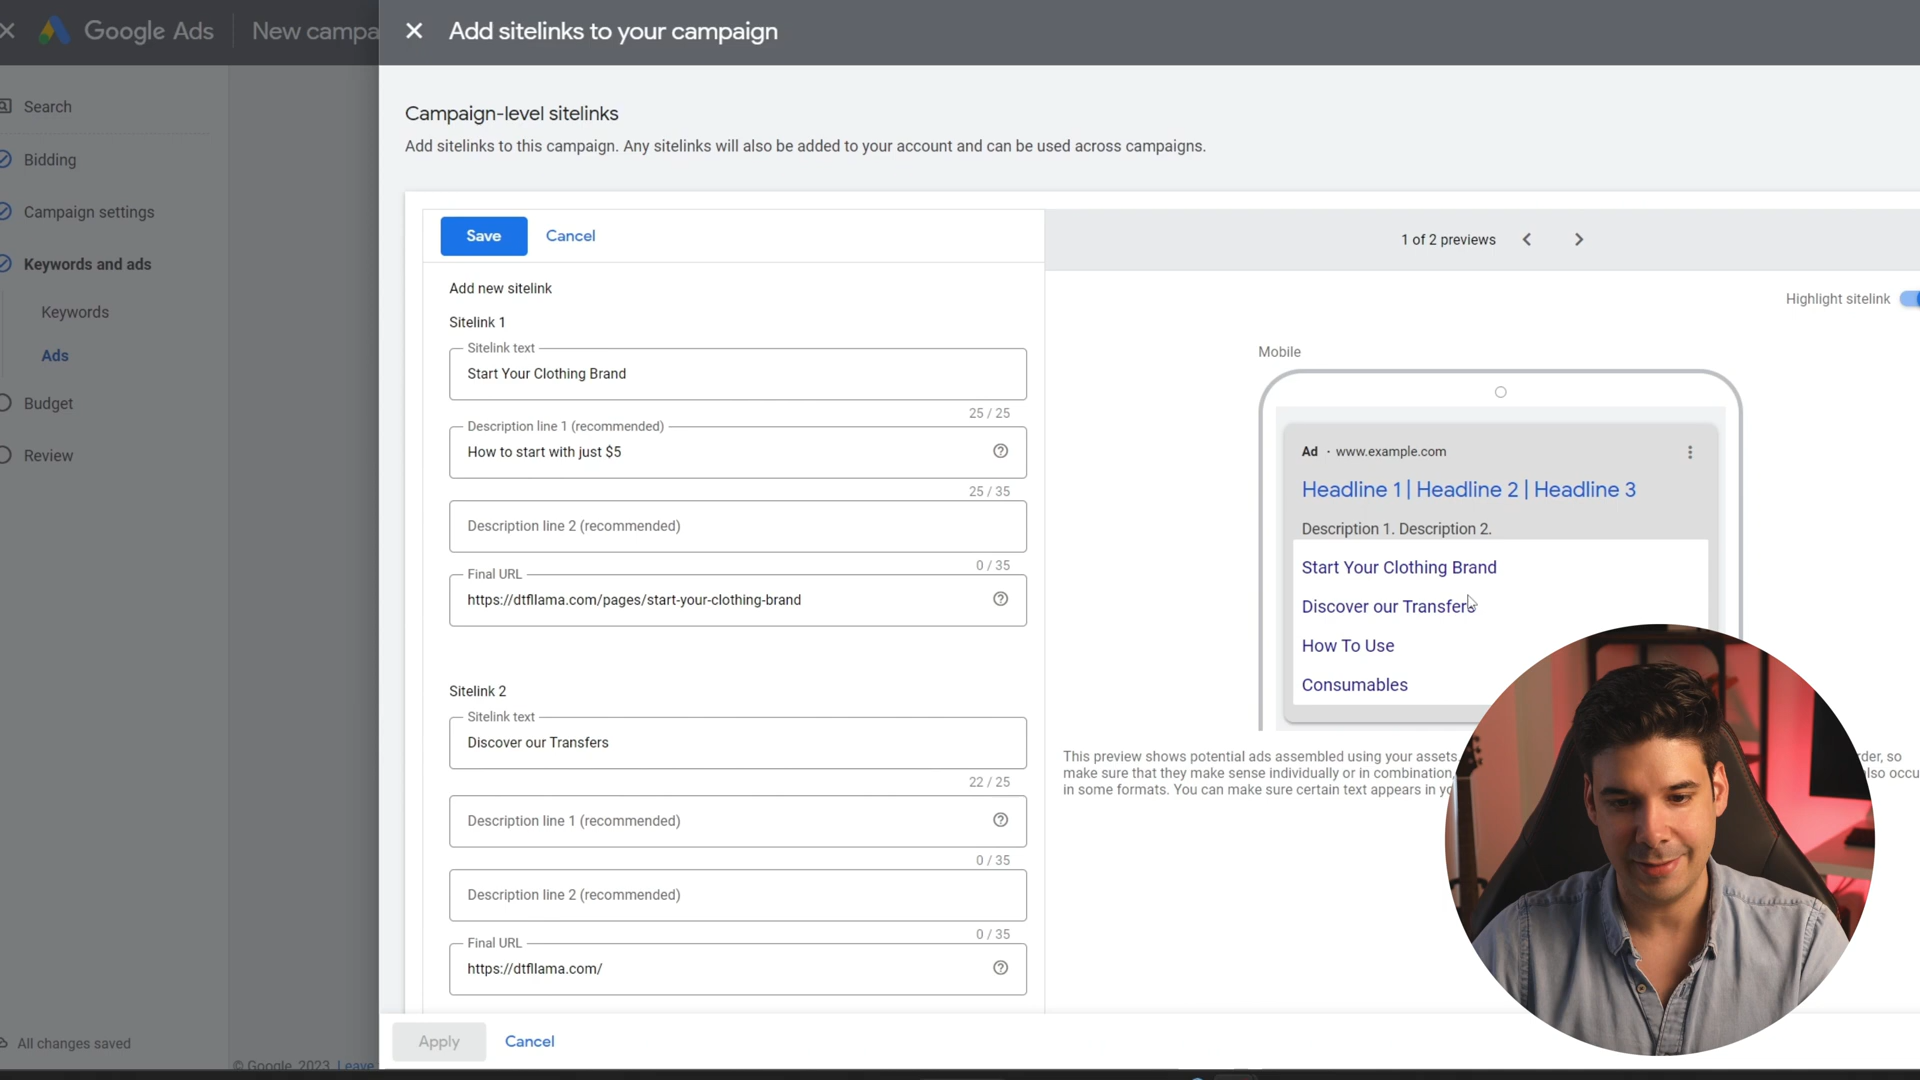 Google Ads
New campa
Add sitelinks to your campaign
Search
Bidding
Campaign settings
Keywords and ads
Keywords
Ads
Budget
Review
All changes saved
© Google, 2023. Leave
Campaign-level sitelinks
Add sitelinks to this campaign. Any sitelinks will also be added to your account and can be used across campaigns.
Save
Cancel
Add new sitelink
Sitelink 1
Sitelink text
Start Your Clothing Brand
25 / 25
Description line 1 (recommended)
How to start with just $5
25 / 35
Description line 2 (recommended)
0 / 35
Final URL
https://dtfllama.com/pages/start-your-clothing-brand
Sitelink 2
Sitelink text
Discover our Transfers
22 / 25
Description line 1 (recommended)
0 / 35
Description line 2 (recommended)
0 / 35
Final URL
https://dtfllama.com/
Apply
Cancel
1 of 2 previews
Highlight sitelink
Mobile
Ad · www.example.com
Headline 1 | Headline 2 | Headline 3
Description 1. Description 2.
Start Your Clothing Brand
Discover our Transfers
How To Use
Consumables
This preview shows potential ads assembled using your assets. rder, so
make sure that they make sense individually or in combination, also occu
in some formats. You can make sure certain text appears in yo